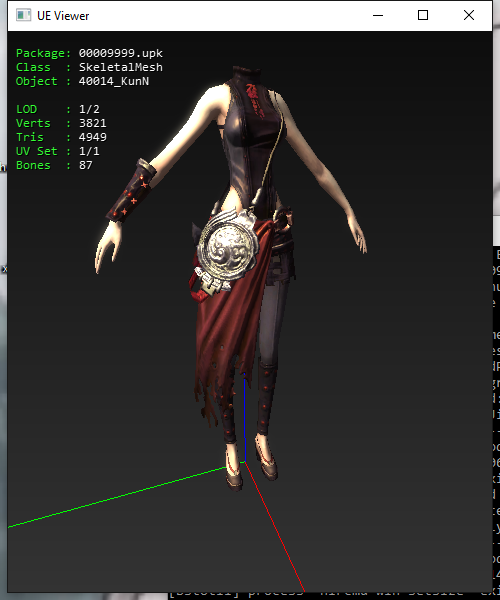 UE Viewer
Package: 00009999.upk
Class : SkeletalMesh
Object : 40014_KunN
LOD : 1/2
Verts : 3821
Tris : 4949
UV Set : 1/1
Bones : 87